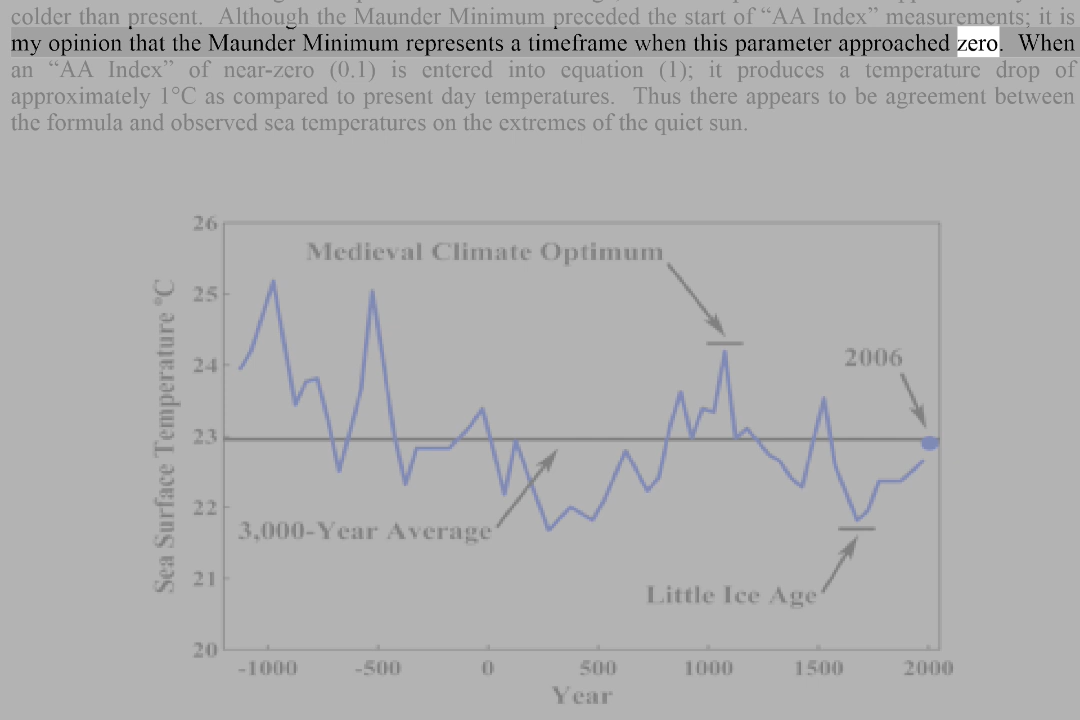 colder than present. Although the Maunder Minimum preceded the start of “AA Index” measurements; it is
my opinion that the Maunder Minimum represents a timeframe when this parameter approached zero. When
an “AA Index” of near-zero (0.1) is entered into equation (1); it produces a temperature drop of
approximately 1°C as compared to present day temperatures. Thus there appears to be agreement between
the formula and observed sea temperatures on the extremes of the quiet sun.
26
Medieval Climate Optimum
25
2006
24
23
22
3,000-Year Average
21
Little Ice Age
20
Sea Surface Temperature °C
-1000 -500 0 500 1000 1500 2000
Year